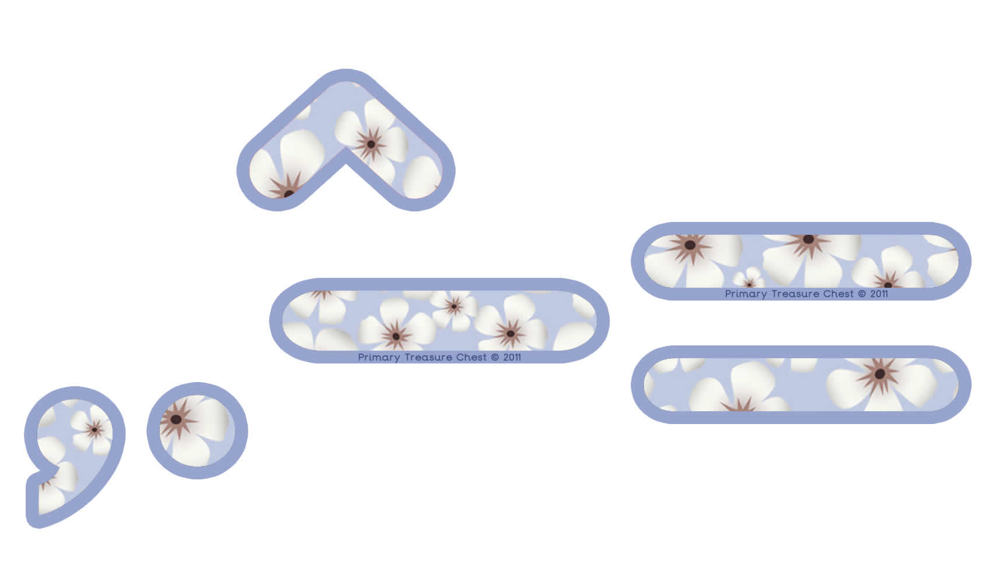 ^
Primary Treasure Chest © 2011
Primary Treasure Chest © 2011
, . - =